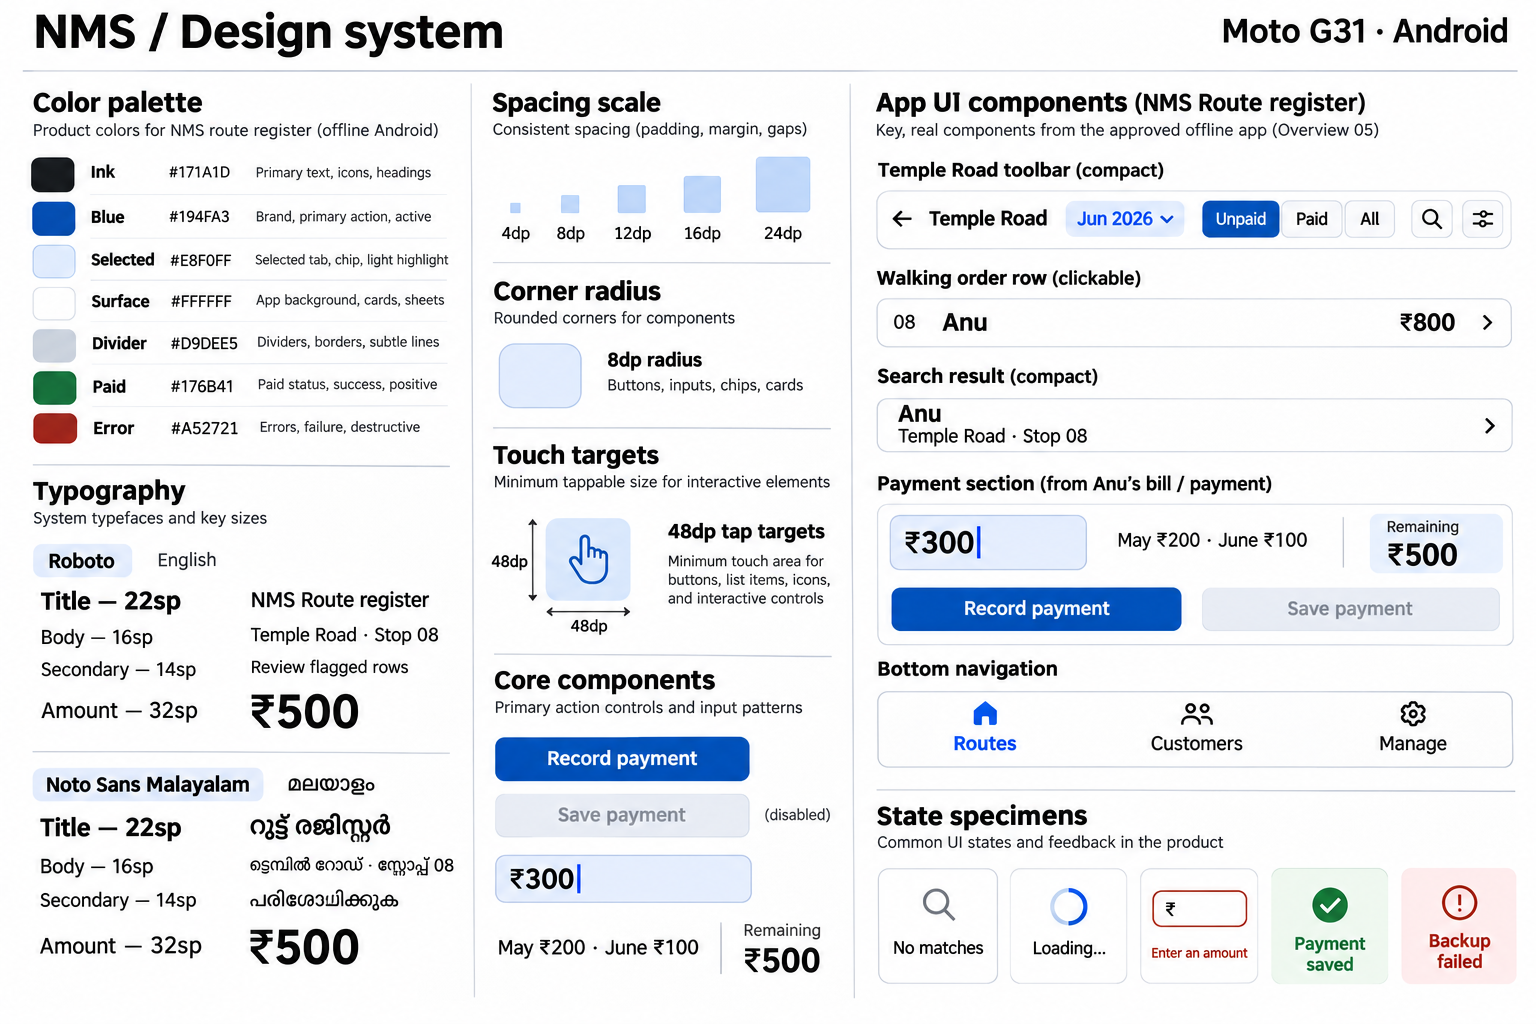 NMS / Design system
Moto G31 · Android
Color palette
Product colors for NMS route register (offline Android)
Ink #171A1D Primary text, icons, headings
Blue #194FA3 Brand, primary action, active
Selected #E8F0FF Selected tab, chip, light highlight
Surface #FFFFFF App background, cards, sheets
Divider #D9DEE5 Dividers, borders, subtle lines
Paid #176B41 Paid status, success, positive
Error #A52721 Errors, failure, destructive
Typography
System typefaces and key sizes
Roboto English
Title — 22sp NMS Route register
Body — 16sp Temple Road · Stop 08
Secondary — 14sp Review flagged rows
Amount — 32sp ₹500
Noto Sans Malayalam മലയാളം
Title — 22sp റൂട്ട് രജിസ്റ്റർ
Body — 16sp ടെമ്പിൾ റോഡ് · സ്റ്റോപ്പ് 08
Secondary — 14sp പരിശോധിക്കുക
Amount — 32sp ₹500
Spacing scale
Consistent spacing (padding, margin, gaps)
4dp 8dp 12dp 16dp 24dp
Corner radius
Rounded corners for components
8dp radius
Buttons, inputs, chips, cards
Touch targets
Minimum tappable size for interactive elements
48dp
48dp
48dp tap targets
Minimum touch area for
buttons, list items, icons,
and interactive controls
Core components
Primary action controls and input patterns
Record payment
Save payment (disabled)
₹300
May ₹200 · June ₹100
Remaining
₹500
App UI components (NMS Route register)
Key, real components from the approved offline app (Overview 05)
Temple Road toolbar (compact)
Temple Road Jun 2026 Unpaid Paid All
Walking order row (clickable)
08 Anu ₹800
Search result (compact)
Anu
Temple Road · Stop 08
Payment section (from Anu’s bill / payment)
₹300 May ₹200 · June ₹100
Remaining
₹500
Record payment Save payment
Bottom navigation
Routes Customers Manage
State specimens
Common UI states and feedback in the product
No matches
Loading...
₹
Enter an amount
Payment
saved
Backup
failed